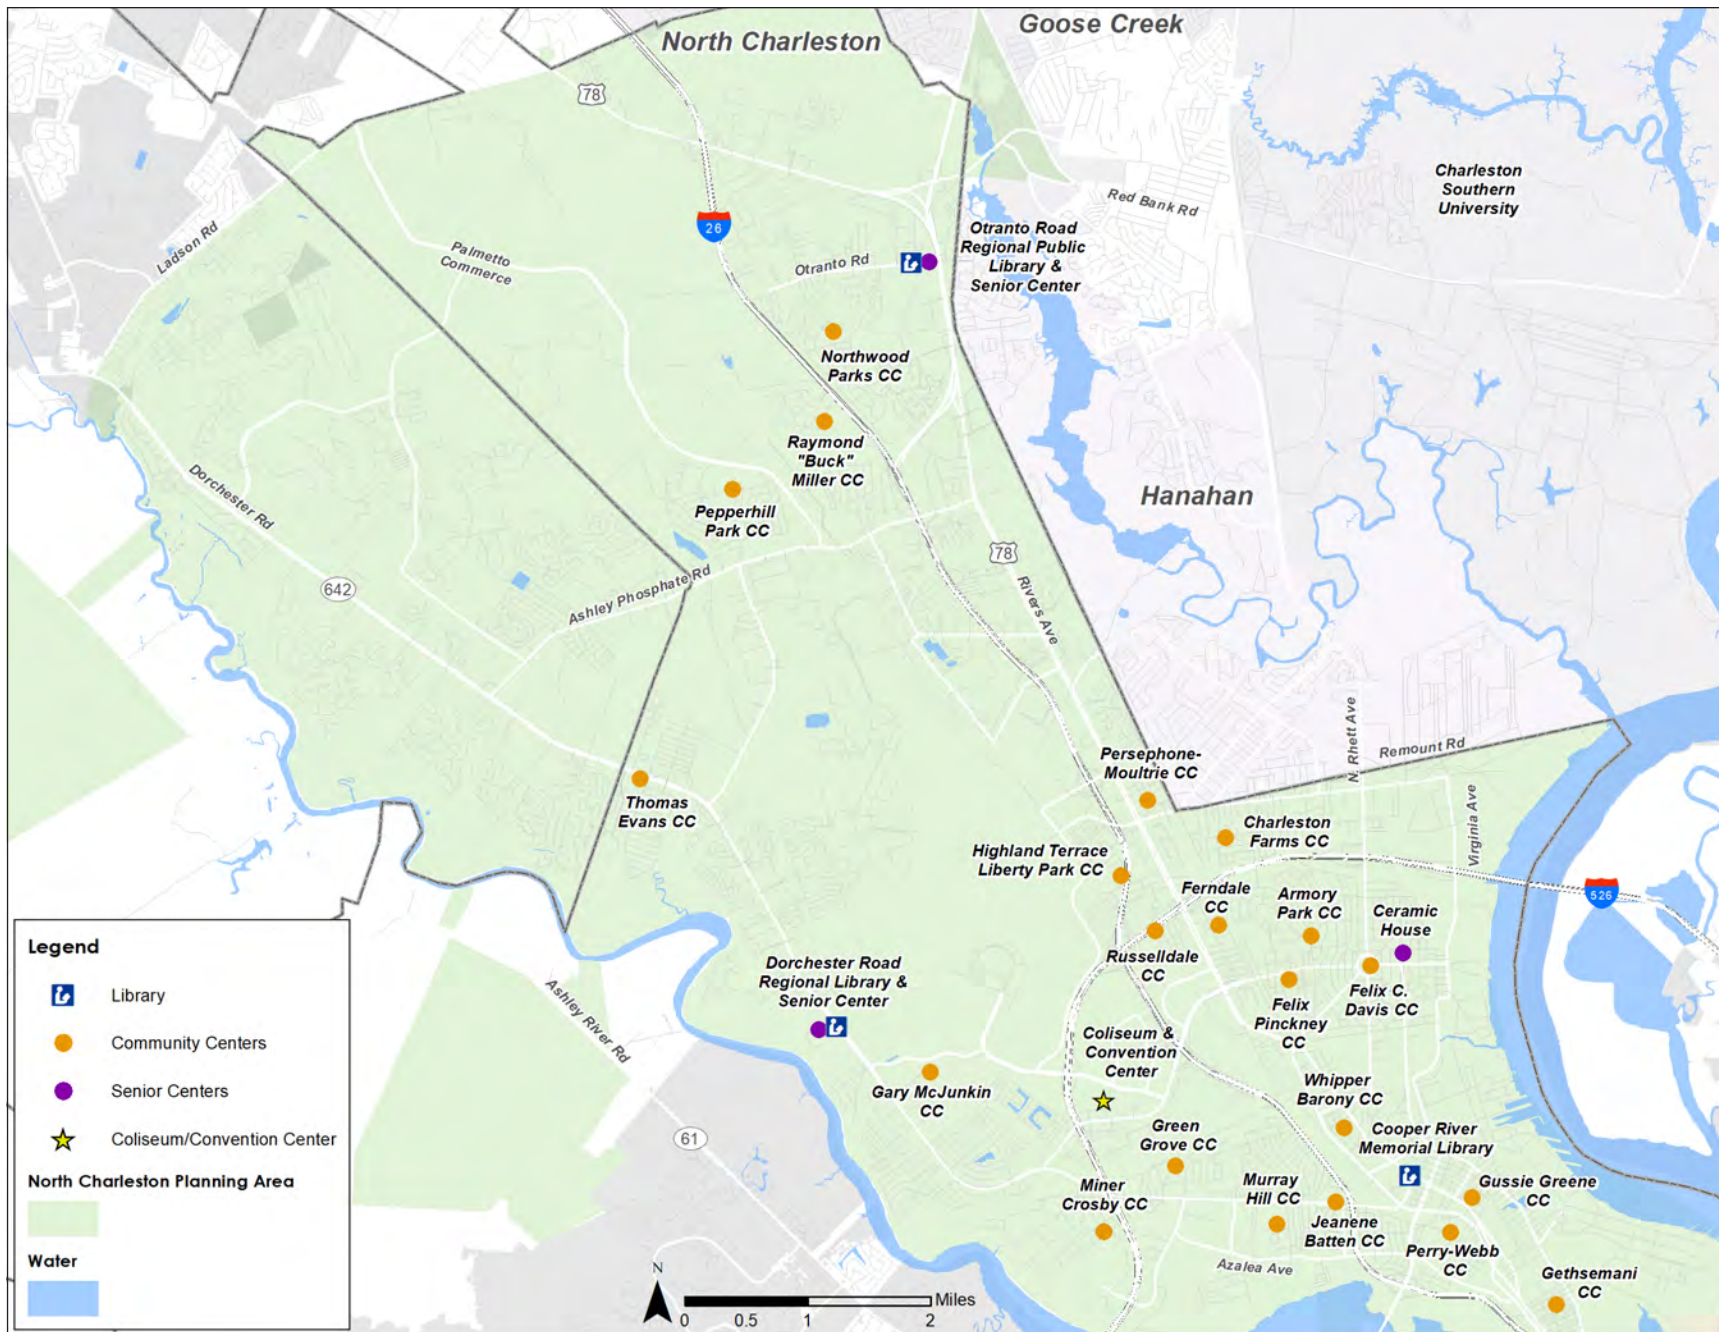 North Charleston
Goose Creek
78
Charleston
Southern
University
Red Bank Rd
Ladson Rd
26
Palmetto
Commerce
Otranto Rd
Otranto Road
Regional Public
Library &
Senior Center
Northwood
Parks CC
Raymond
"Buck"
Miller CC
Hanahan
Dorchester Rd
Pepperhill
Park CC
78
642
Ashley Phosphate Rd
Rivers Ave
N. Rhett Ave
Remount Rd
Persephone-
Moultrie CC
Thomas
Evans CC
Virginia Ave
Charleston
Farms CC
Highland Terrace
Liberty Park CC
Ferndale
CC
Armory
Park CC
Ceramic
House
526
Russelldale
CC
Dorchester Road
Regional Library &
Senior Center
Felix C.
Davis CC
Felix
Pinckney
CC
Ashley River Rd
Coliseum &
Convention
Center
Gary McJunkin
CC
Whipper
Barony CC
61
Green
Grove CC
Cooper River
Memorial Library
Miner
Crosby CC
Murray
Hill CC
Gussie Greene
CC
Jeanene
Batten CC
Perry-Webb
CC
Azalea Ave
Gethsemani
CC
Legend
Library
Community Centers
Senior Centers
Coliseum/Convention Center
North Charleston Planning Area
Water
N
Miles
0 0.5 1 2